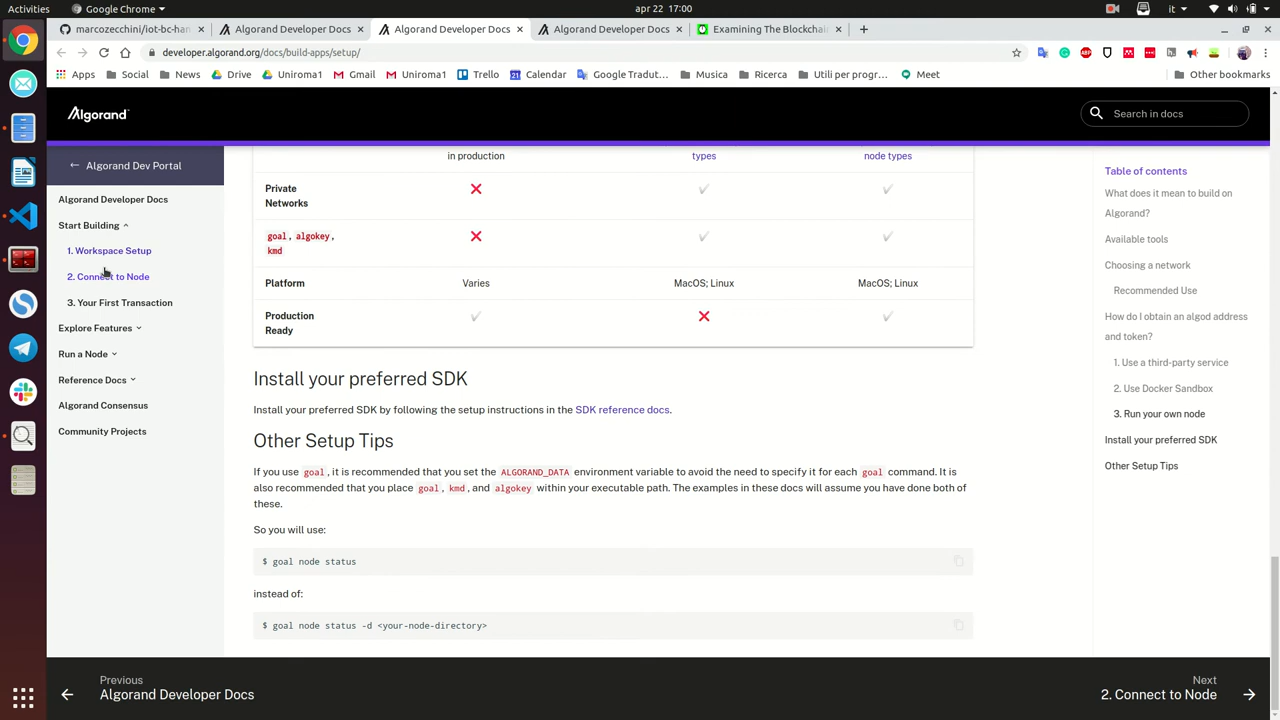 Activities
Google Chrome
apr 22 17:00
it
marcozecchini/iot-bc-han
Algorand Developer Docs
Algorand Developer Docs
Algorand Developer Docs
Examining The Blockchain
developer.algorand.org/docs/build-apps/setup/
Apps
Social
News
Drive
Uniroma1
Gmail
Uniroma1
Trello
Calendar
Google Tradut…
Musica
Ricerca
Utili per progr…
Meet
Other bookmarks
Algorand
Search in docs
← Algorand Dev Portal
Algorand Developer Docs
Start Building
1. Workspace Setup
2. Connect to Node
3. Your First Transaction
Explore Features
Run a Node
Reference Docs
Algorand Consensus
Community Projects
in production types node types
Private
Networks
goal, algokey,
kmd
Platform Varies MacOS; Linux MacOS; Linux
Production
Ready
Install your preferred SDK
Install your preferred SDK by following the setup instructions in the SDK reference docs.
Other Setup Tips
If you use goal, it is recommended that you set the ALGORAND_DATA environment variable to avoid the need to specify it for each goal command. It is
also recommended that you place goal, kmd, and algokey within your executable path. The examples in these docs will assume you have done both of
these.
So you will use:
$ goal node status
instead of:
$ goal node status -d <your-node-directory>
Table of contents
What does it mean to build on
Algorand?
Available tools
Choosing a network
Recommended Use
How do I obtain an algod address
and token?
1. Use a third-party service
2. Use Docker Sandbox
3. Run your own node
Install your preferred SDK
Other Setup Tips
Previous
Algorand Developer Docs
Next
2. Connect to Node